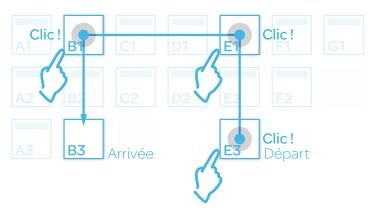 Clic ! Clic !
A1 B1 C1 D1 E1 F1 G1
A2 B2 C2 D2 E2 F2
Clic !
A3 B3 Arrivée E3 Départ